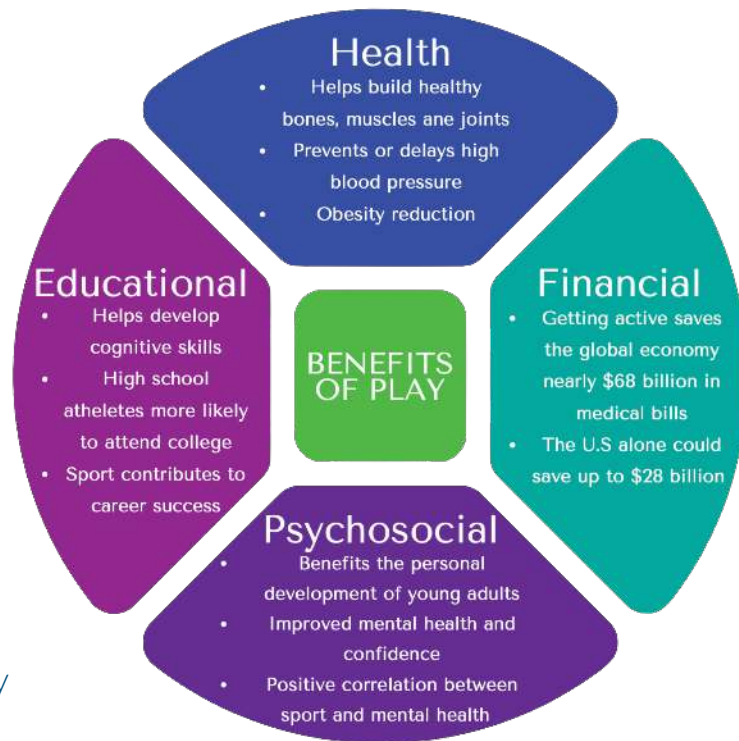 Health
• Helps build healthy
bones, muscles ane joints
• Prevents or delays high
blood pressure
• Obesity reduction
Educational
• Helps develop
cognitive skills
• High school
atheletes more likely
to attend college
• Sport contributes to
career success
BENEFITS
OF PLAY
Financial
• Getting active saves
the global economy
nearly $68 billion in
medical bills
• The U.S alone could
save up to $28 billion
Psychosocial
• Benefits the personal
development of young adults
• Improved mental health and
confidence
• Positive correlation between
sport and mental health
/